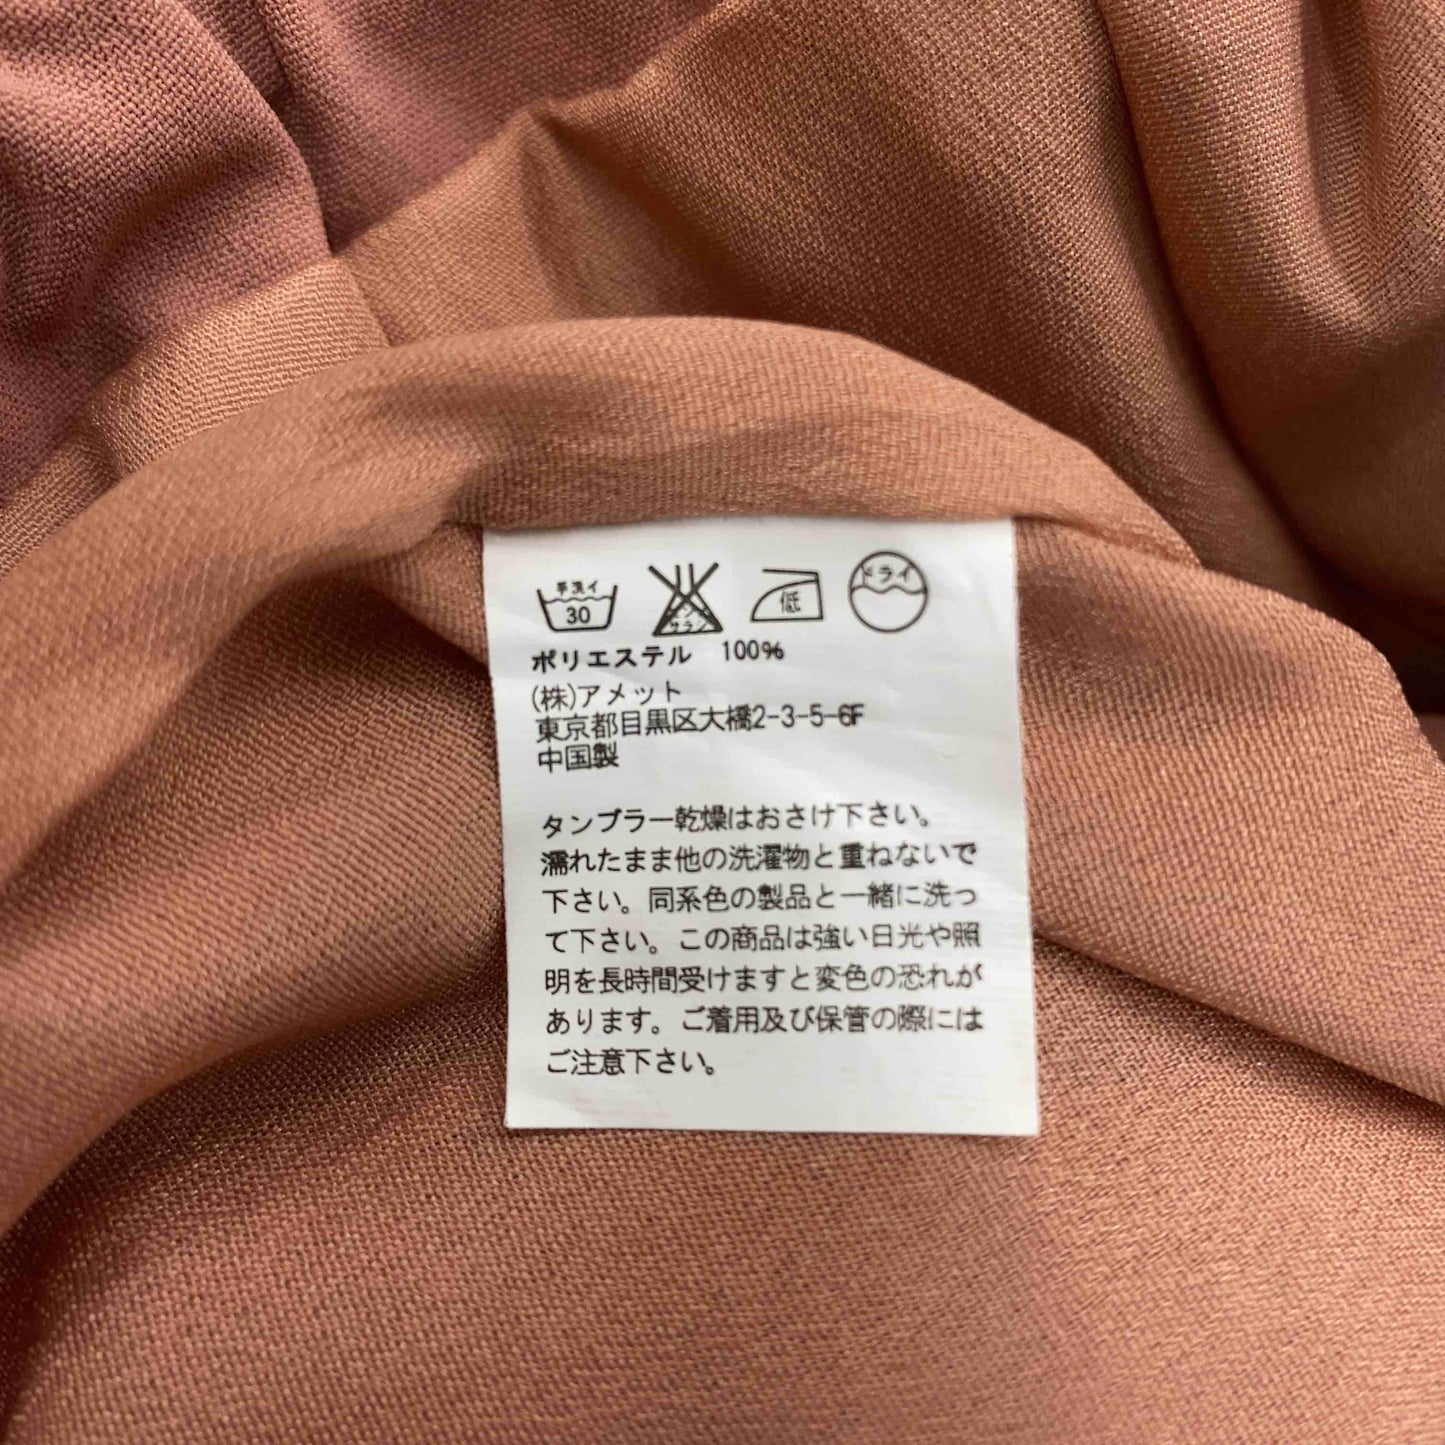 手洗イ 30 エンソサラシ 低 ドライ
ポリエステル 100%
(株)アメット
東京都目黒区大橋2-3-5-6F
中国製
タンブラー乾燥はおさけ下さい。
濡れたまま他の洗濯物と重ねないで
下さい。同系色の製品と一緒に洗っ
て下さい。この商品は強い日光や照
明を長時間受けますと変色の恐れが
あります。ご着用及び保管の際には
ご注意下さい。